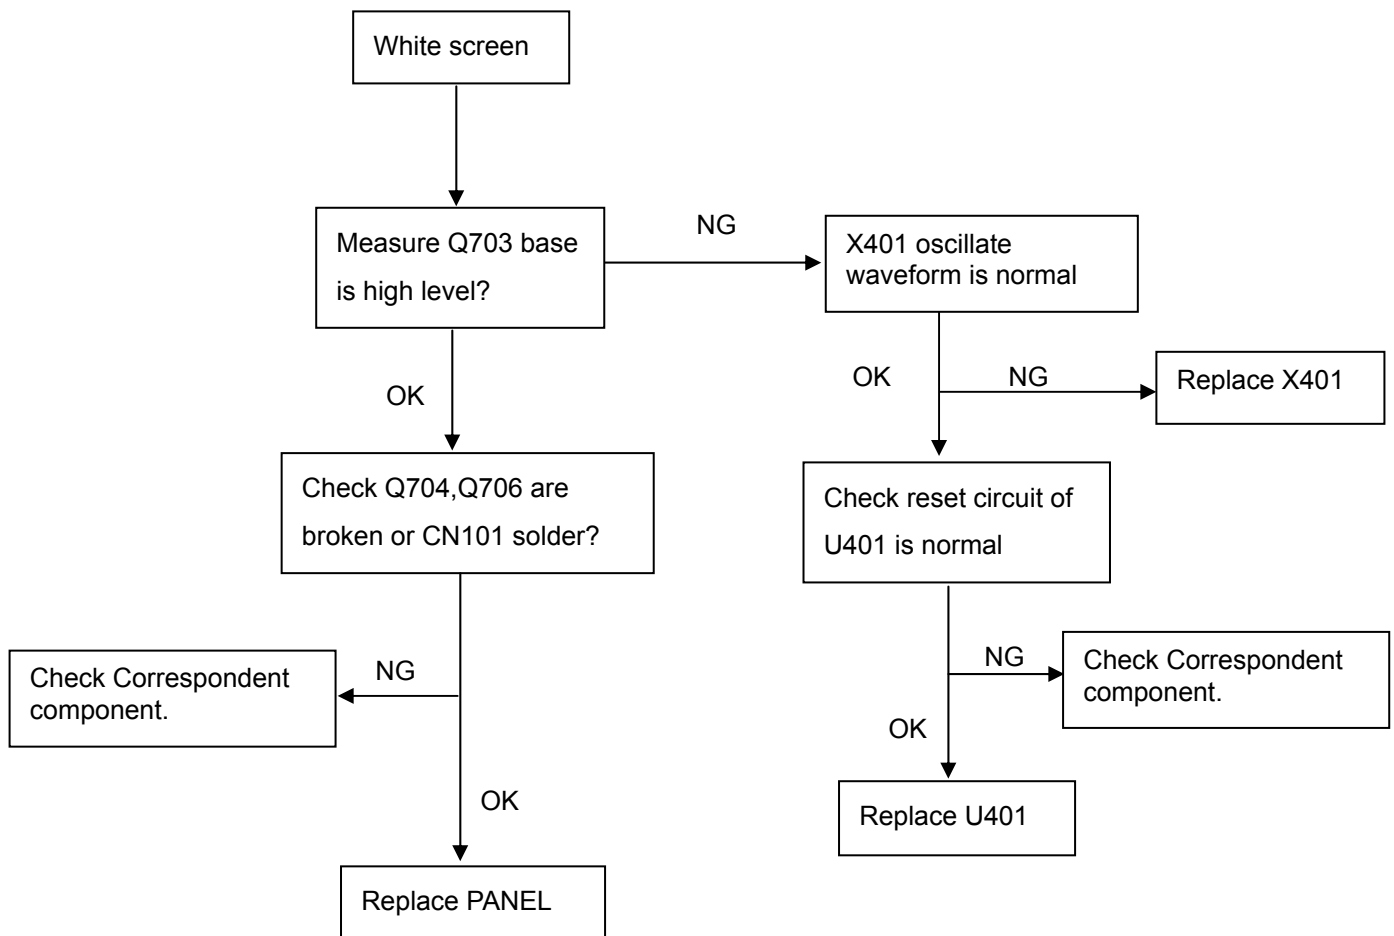 White screen
Measure Q703 base
is high level?
NG
X401 oscillate
waveform is normal
OK
OK
NG
Replace X401
Check Q704,Q706 are
broken or CN101 solder?
Check reset circuit of
U401 is normal
Check Correspondent
component.
NG
NG
Check Correspondent
component.
OK
OK
Replace U401
Replace PANEL